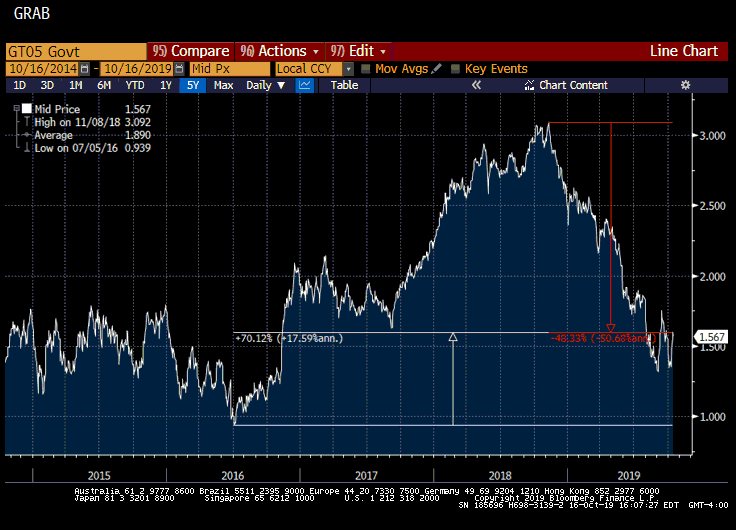 GRAB
GT05 Govt 95) Compare 96) Actions 97) Edit Line Chart
10/16/2014 - 10/16/2019 Mid Px Local CCY Mov Avgs Key Events
1D 3D 1M 6M YTD 1Y 5Y Max Daily ▼ Table « Chart Content
Mid Price 1.567
High on 11/08/18 3.092
Average 1.890
Low on 07/05/16 0.939
3.000
2.500
2.000
1.567
1.500
1.000
+70.12% (+17.59%ann.)
-48.33% (-50.68%ann.)
2015 2016 2017 2018 2019
Australia 61 2 9777 8600 Brazil 5511 2395 9000 Europe 44 20 7330 7500 Germany 49 69 9204 1210 Hong Kong 852 2977 6000
Japan 81 3 3201 8900 Singapore 65 6212 1000 U.S. 1 212 318 2000 Copyright 2019 Bloomberg Finance L.P.
SN 185696 H698-3139-2 16-Oct-19 16:07:27 EDT GMT-4:00